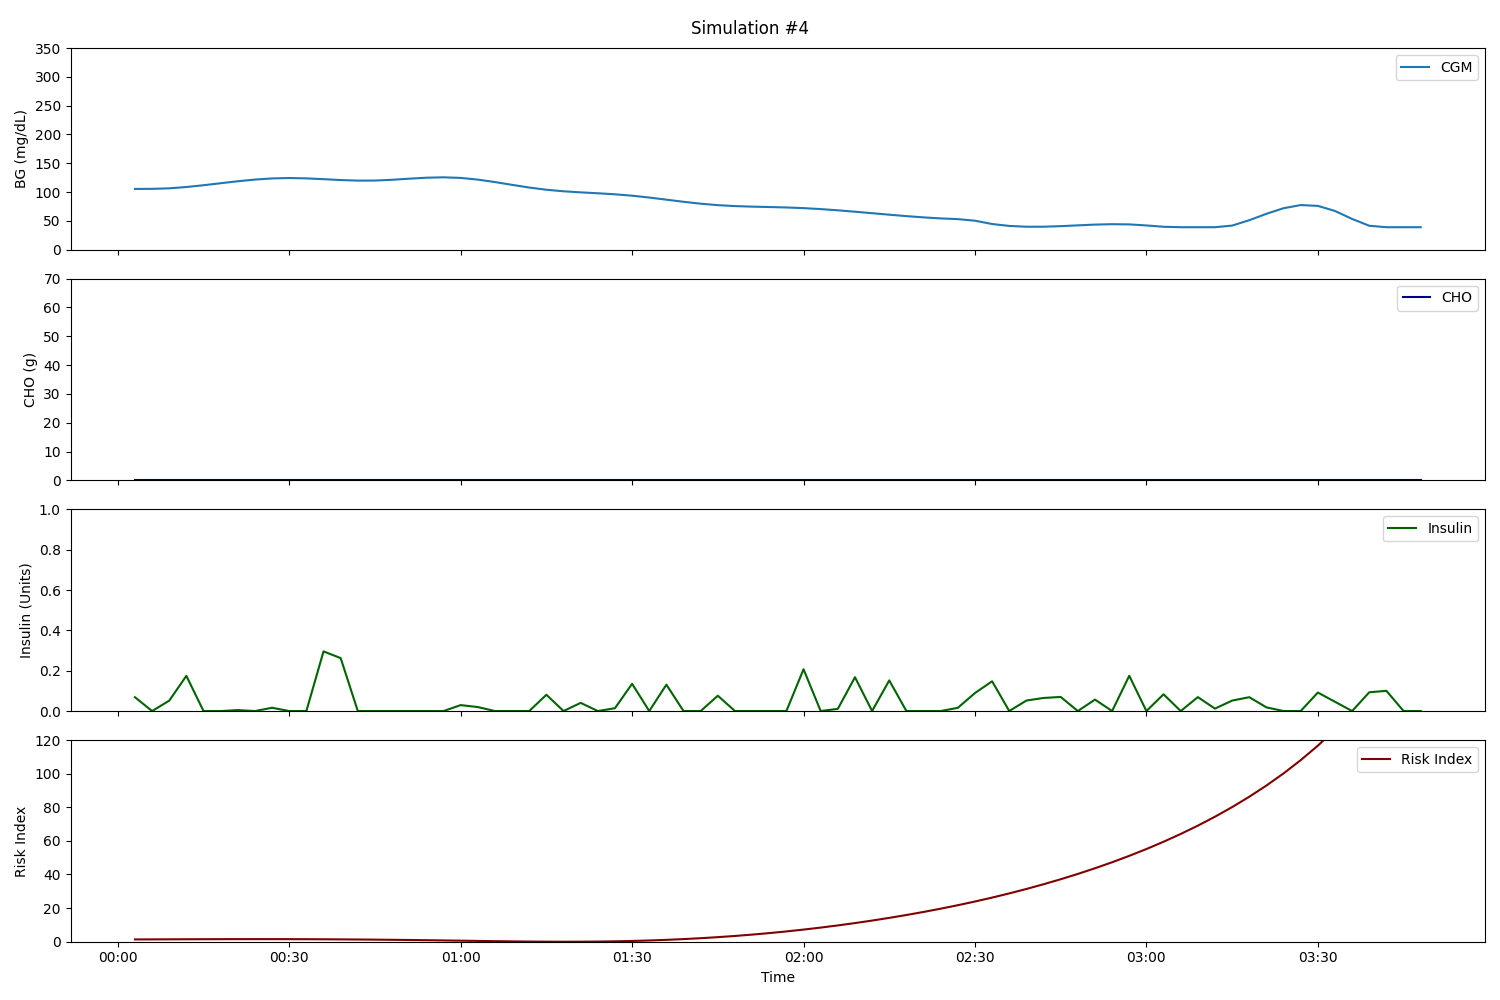 Simulation #4
350
300
250
200
150
100
50
0
BG (mg/dL)
CGM
70
60
50
40
30
20
10
0
CHO (g)
CHO
1.0
0.8
0.6
0.4
0.2
0.0
Insulin (Units)
Insulin
120
100
80
60
40
20
0
Risk Index
Risk Index
00:00 00:30 01:00 01:30 02:00 02:30 03:00 03:30
Time